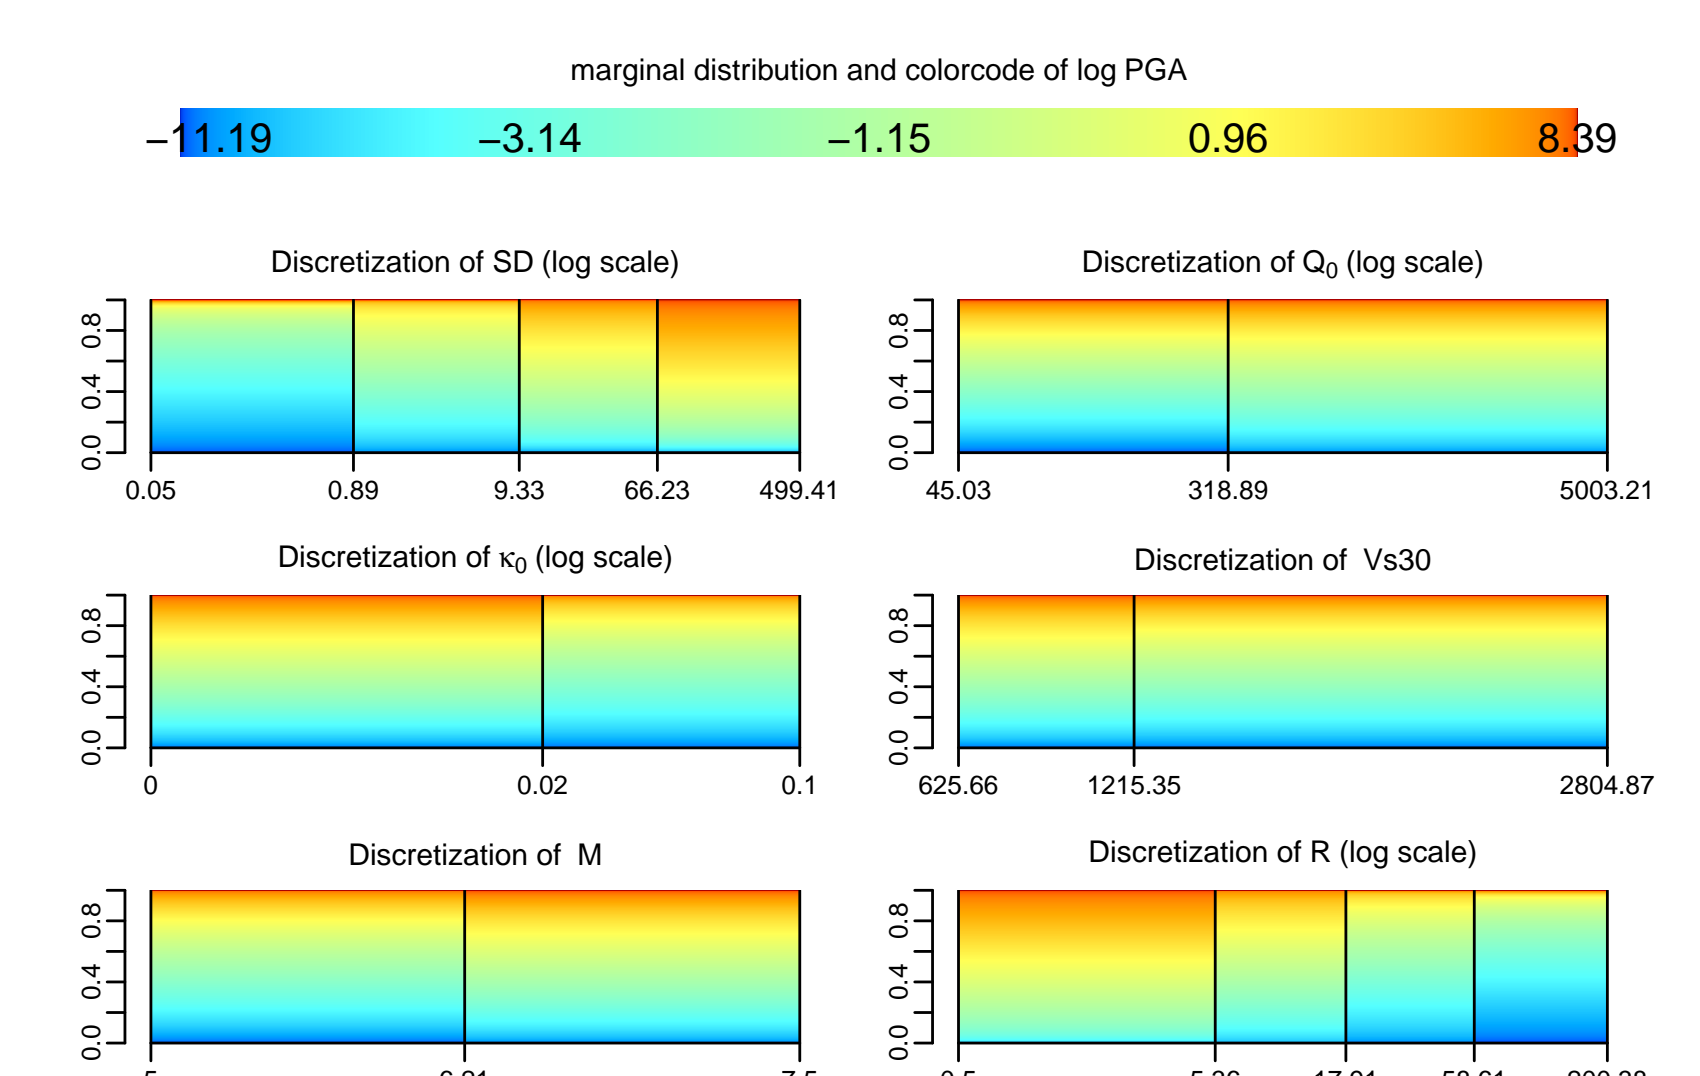 marginal distribution and colorcode of log PGA
−11.19 −3.14 −1.15 0.96 8.39
Discretization of SD (log scale)
0.0 0.4 0.8
0.05 0.89 9.33 66.23 499.41
Discretization of Q0 (log scale)
0.0 0.4 0.8
45.03 318.89 5003.21
Discretization of κ0 (log scale)
0.0 0.4 0.8
0 0.02 0.1
Discretization of Vs30
0.0 0.4 0.8
625.66 1215.35 2804.87
Discretization of M
0.0 0.4 0.8
Discretization of R (log scale)
0.0 0.4 0.8